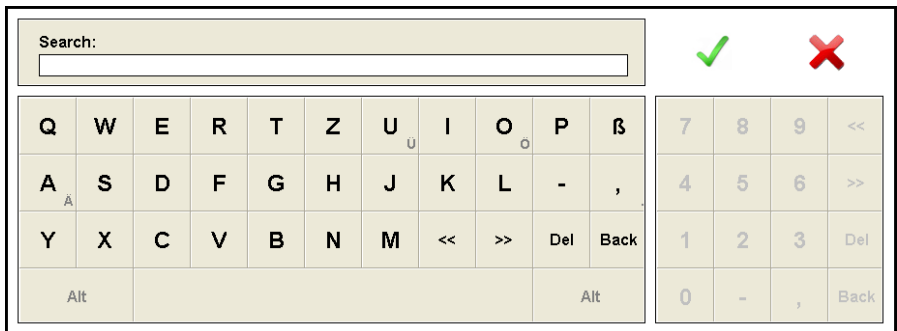 Search:
Q W E R T Z U Ü I O Ö P ß 7 8 9 <<
A Ä S D F G H J K L - , . 4 5 6 >>
Y X C V B N M << >> Del Back 1 2 3 Del
Alt Alt 0 - , Back